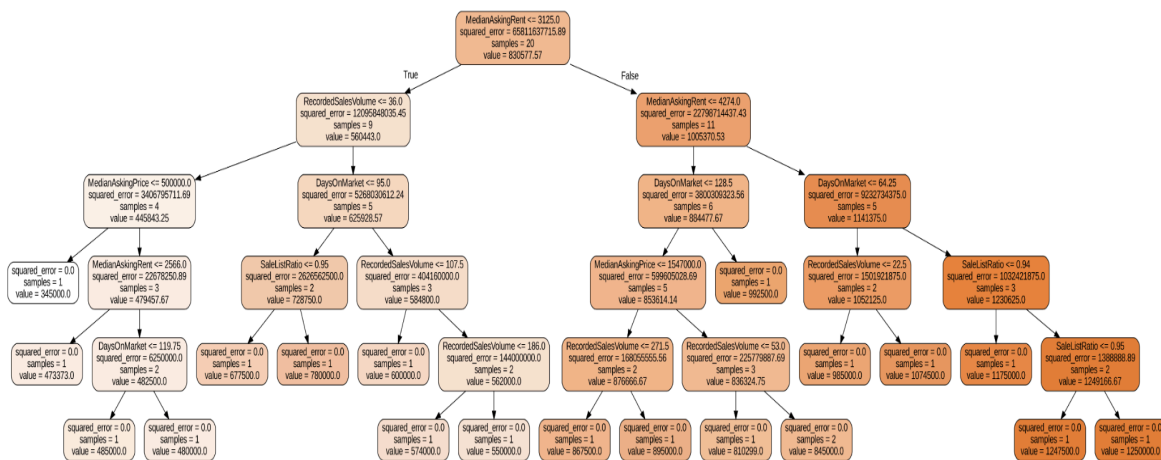 MedianAskingRent <= 3125.0
squared_error = 65811637715.89
samples = 20
value = 830577.57
True
False
RecordedSalesVolume <= 36.0
squared_error = 12095848035.45
samples = 9
value = 560443.0
MedianAskingRent <= 4274.0
squared_error = 22798714437.43
samples = 11
value = 1005370.53
MedianAskingPrice <= 500000.0
squared_error = 3406795711.69
samples = 4
value = 445843.25
DaysOnMarket <= 95.0
squared_error = 5268030612.24
samples = 5
value = 625928.57
DaysOnMarket <= 128.5
squared_error = 3800309323.56
samples = 6
value = 884477.67
DaysOnMarket <= 64.25
squared_error = 9232734375.0
samples = 5
value = 1141375.0
squared_error = 0.0
samples = 1
value = 345000.0
MedianAskingRent <= 2566.0
squared_error = 22678250.89
samples = 3
value = 479457.67
SaleListRatio <= 0.95
squared_error = 2626562500.0
samples = 2
value = 728750.0
RecordedSalesVolume <= 107.5
squared_error = 404160000.0
samples = 3
value = 584800.0
MedianAskingPrice <= 1547000.0
squared_error = 599605028.69
samples = 5
value = 853614.14
squared_error = 0.0
samples = 1
value = 992500.0
RecordedSalesVolume <= 22.5
squared_error = 1501921875.0
samples = 2
value = 1052125.0
SaleListRatio <= 0.94
squared_error = 1032421875.0
samples = 3
value = 1230625.0
squared_error = 0.0
samples = 1
value = 473373.0
DaysOnMarket <= 119.75
squared_error = 6250000.0
samples = 2
value = 482500.0
squared_error = 0.0
samples = 1
value = 677500.0
squared_error = 0.0
samples = 1
value = 780000.0
squared_error = 0.0
samples = 1
value = 600000.0
RecordedSalesVolume <= 186.0
squared_error = 144000000.0
samples = 2
value = 562000.0
RecordedSalesVolume <= 271.5
squared_error = 168055555.56
samples = 2
value = 876666.67
RecordedSalesVolume <= 53.0
squared_error = 225779887.69
samples = 3
value = 836324.75
squared_error = 0.0
samples = 1
value = 985000.0
squared_error = 0.0
samples = 1
value = 1074500.0
squared_error = 0.0
samples = 1
value = 1175000.0
SaleListRatio <= 0.95
squared_error = 1388888.89
samples = 2
value = 1249166.67
squared_error = 0.0
samples = 1
value = 485000.0
squared_error = 0.0
samples = 1
value = 480000.0
squared_error = 0.0
samples = 1
value = 574000.0
squared_error = 0.0
samples = 1
value = 550000.0
squared_error = 0.0
samples = 1
value = 867500.0
squared_error = 0.0
samples = 1
value = 895000.0
squared_error = 0.0
samples = 1
value = 810299.0
squared_error = 0.0
samples = 2
value = 845000.0
squared_error = 0.0
samples = 1
value = 1247500.0
squared_error = 0.0
samples = 1
value = 1250000.0